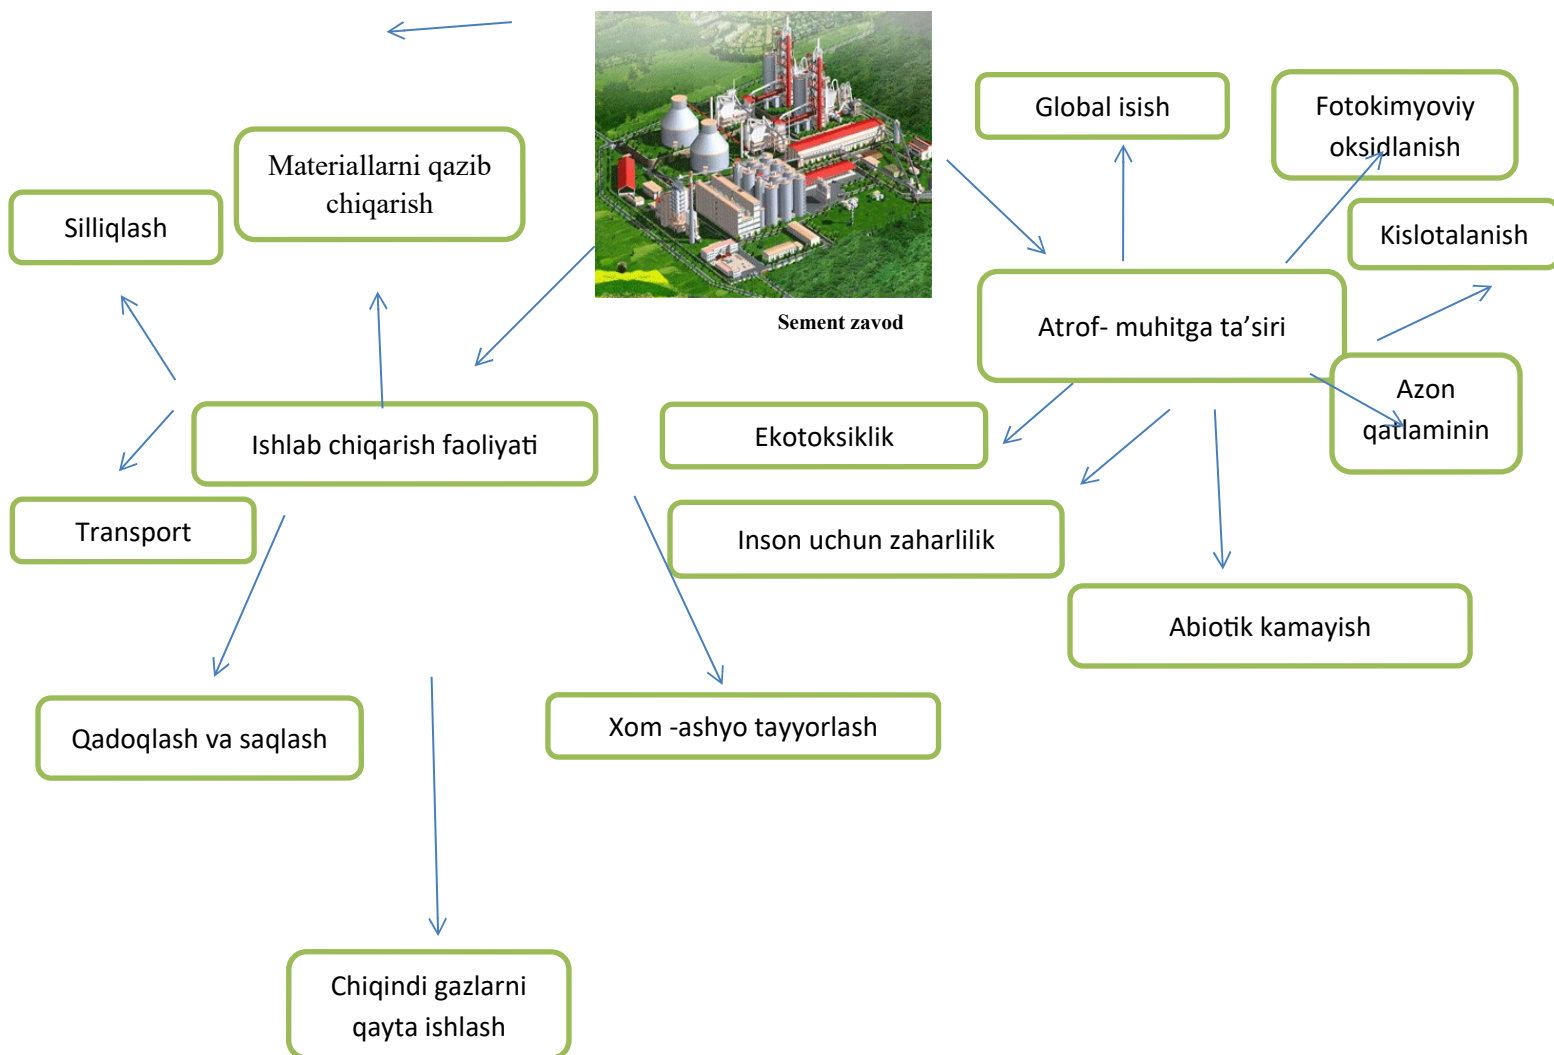 Global isish
Fotokimyoviy
oksidlanish
Materiallarni qazib
chiqarish
Silliqlash
Kislotalanish
Sement zavod
Atrof- muhitga ta’siri
Azon
qatlaminin
Ishlab chiqarish faoliyati
Ekotoksiklik
Transport
Inson uchun zaharlilik
Abiotik kamayish
Qadoqlash va saqlash
Xom -ashyo tayyorlash
Chiqindi gazlarni
qayta ishlash